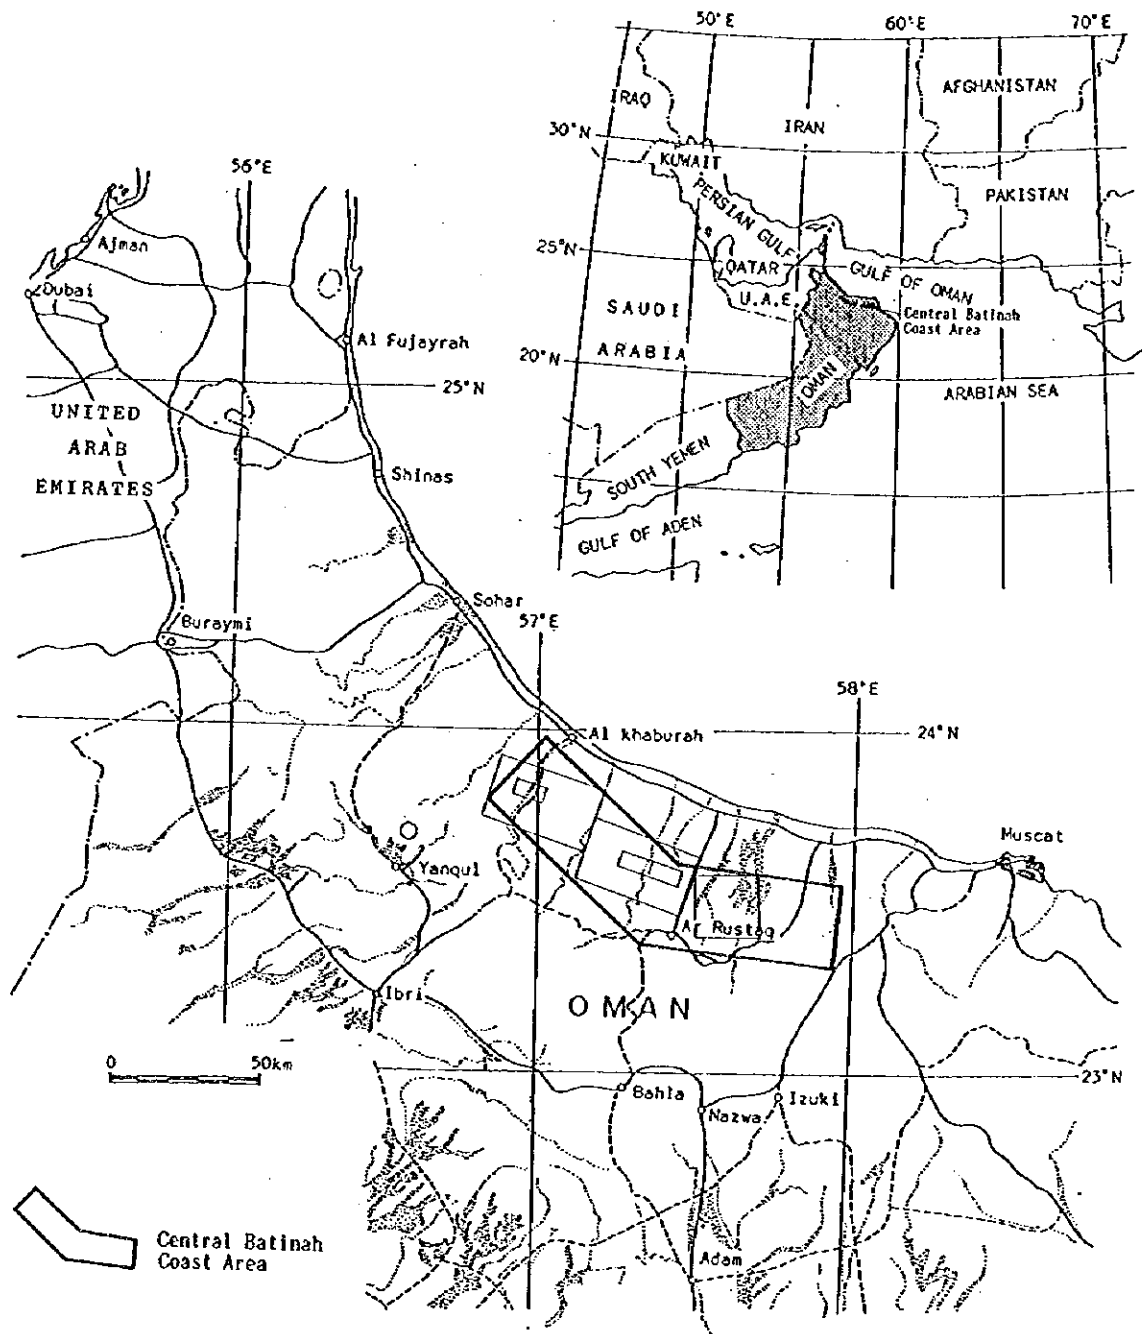 50°E
60°E
70°E
IRAQ
IRAN
AFGHANISTAN
30°N
KUWAIT
PERSIAN GULF
PAKISTAN
25°N
QATAR
GULF OF OMAN
U.A.E.
SAUDI
ARABIA
Central Batinah
Coast Area
20°N
OMAN
ARABIAN SEA
SOUTH YEMEN
GULF OF ADEN
56°E
Ajman
Dubai
Al Fujayrah
25°N
UNITED
ARAB
EMIRATES
Shinas
Sohar
Buraymi
57°E
58°E
Al khaburah
24°N
Muscat
Yanqul
Ar Rustaq
Ibri
OMAN
0
50km
23°N
Bahla
Nazwa
Izuki
Adam
Central Batinah
Coast Area